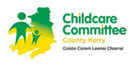 Childcare
Committee
County Kerry
Coiste Cúram Leanaí Chiarraí